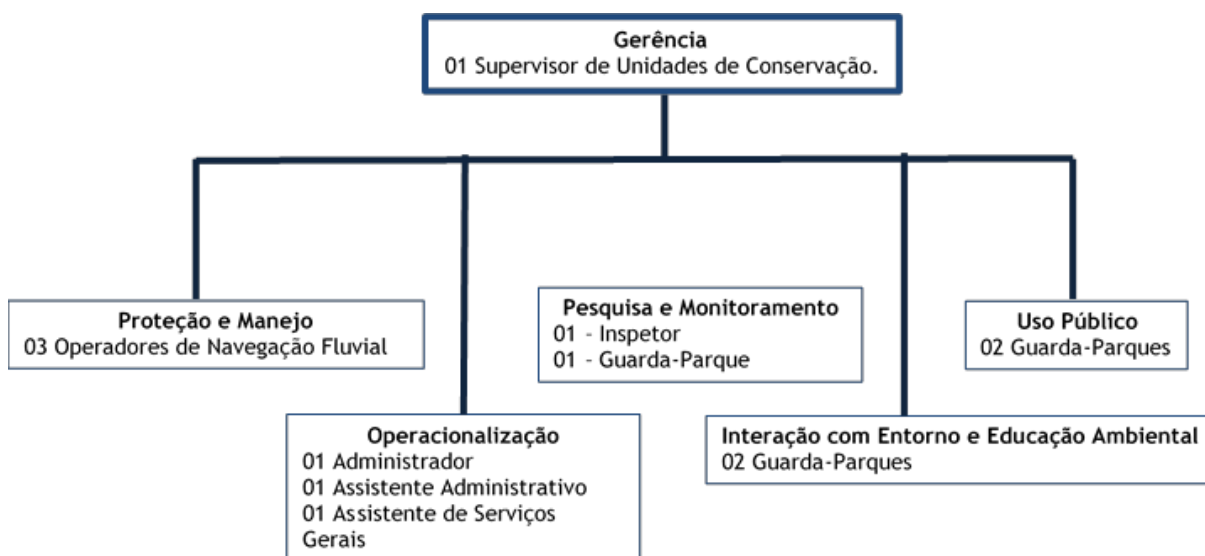 Gerência
01 Supervisor de Unidades de Conservação.
Proteção e Manejo
03 Operadores de Navegação Fluvial
Pesquisa e Monitoramento
01 - Inspetor
01 - Guarda-Parque
Uso Público
02 Guarda-Parques
Operacionalização
01 Administrador
01 Assistente Administrativo
01 Assistente de Serviços
Gerais
Interação com Entorno e Educação Ambiental
02 Guarda-Parques